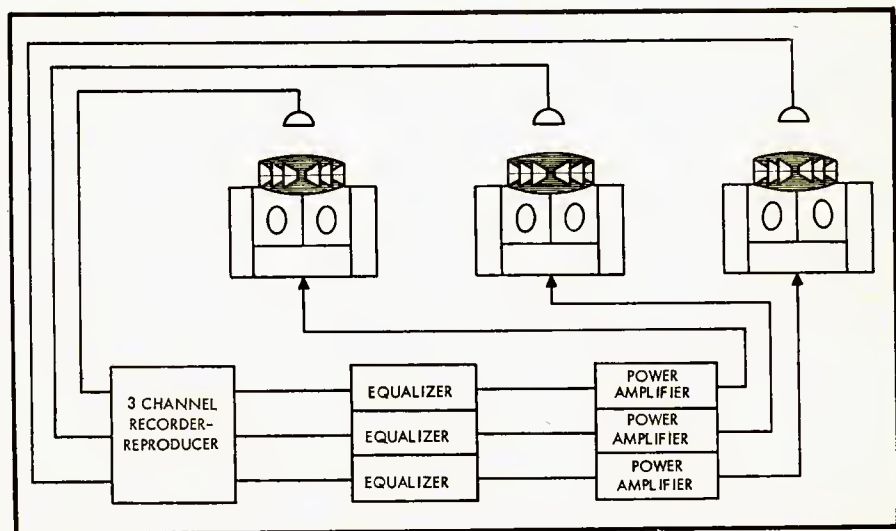 3 CHANNEL
RECORDER-
REPRODUCER
EQUALIZER
EQUALIZER
EQUALIZER
POWER
AMPLIFIER
POWER
AMPLIFIER
POWER
AMPLIFIER